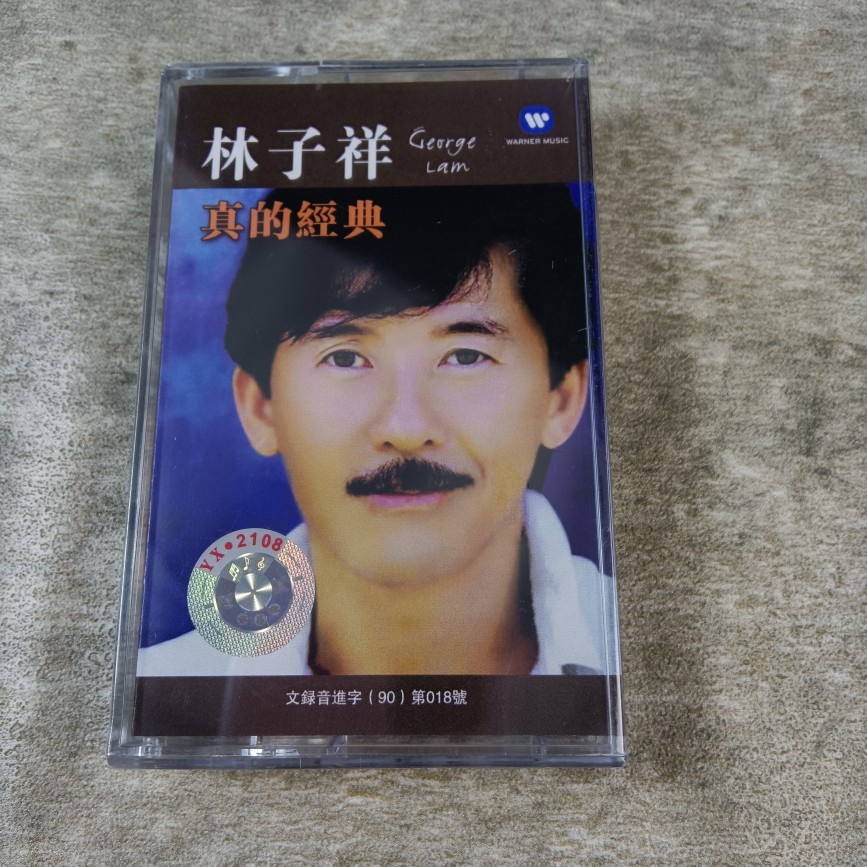 林子祥
George
Lam
WARNER MUSIC
真的經典
YX•2108
文録音進字（90）第018號